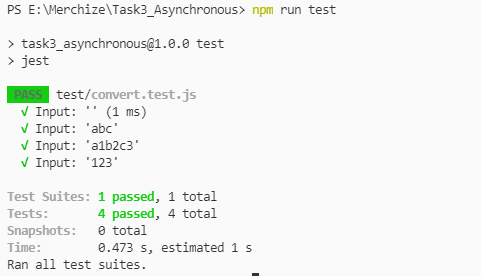 PS E:\Merchize\Task3_Asynchronous> npm run test
> task3_asynchronous@1.0.0 test
> jest
PASS test/convert.test.js
√ Input: '' (1 ms)
√ Input: 'abc'
√ Input: 'a1b2c3'
√ Input: '123'
Test Suites: 1 passed, 1 total
Tests: 4 passed, 4 total
Snapshots: 0 total
Time: 0.473 s, estimated 1 s
Ran all test suites.